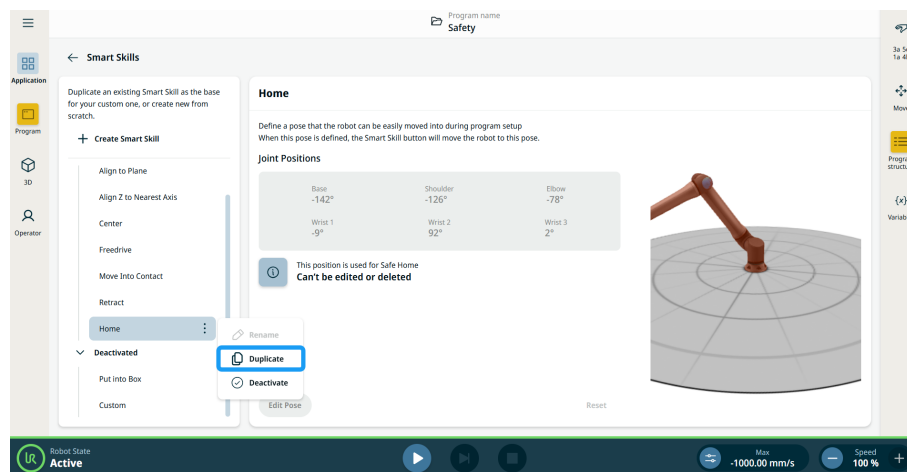 Program name
Safety
Application
Program
3D
Operator
Smart Skills
Duplicate an existing Smart Skill as the base
for your custom one, or create new from
scratch.
Create Smart Skill
Align to Plane
Align Z to Nearest Axis
Center
Freedrive
Move Into Contact
Retract
Home
Deactivated
Put into Box
Custom
Rename
Duplicate
Deactivate
Home
Define a pose that the robot can be easily moved into during program setup
When this pose is defined, the Smart Skill button will move the robot to this pose.
Joint Positions
Base Shoulder Elbow
-142° -126° -78°
Wrist 1 Wrist 2 Wrist 3
-9° 92° 2°
This position is used for Safe Home
Can't be edited or deleted
Edit Pose Reset
3a
1a
Move
{x}
Robot State
Active
Max
-1000.00 mm/s
Speed
100 %